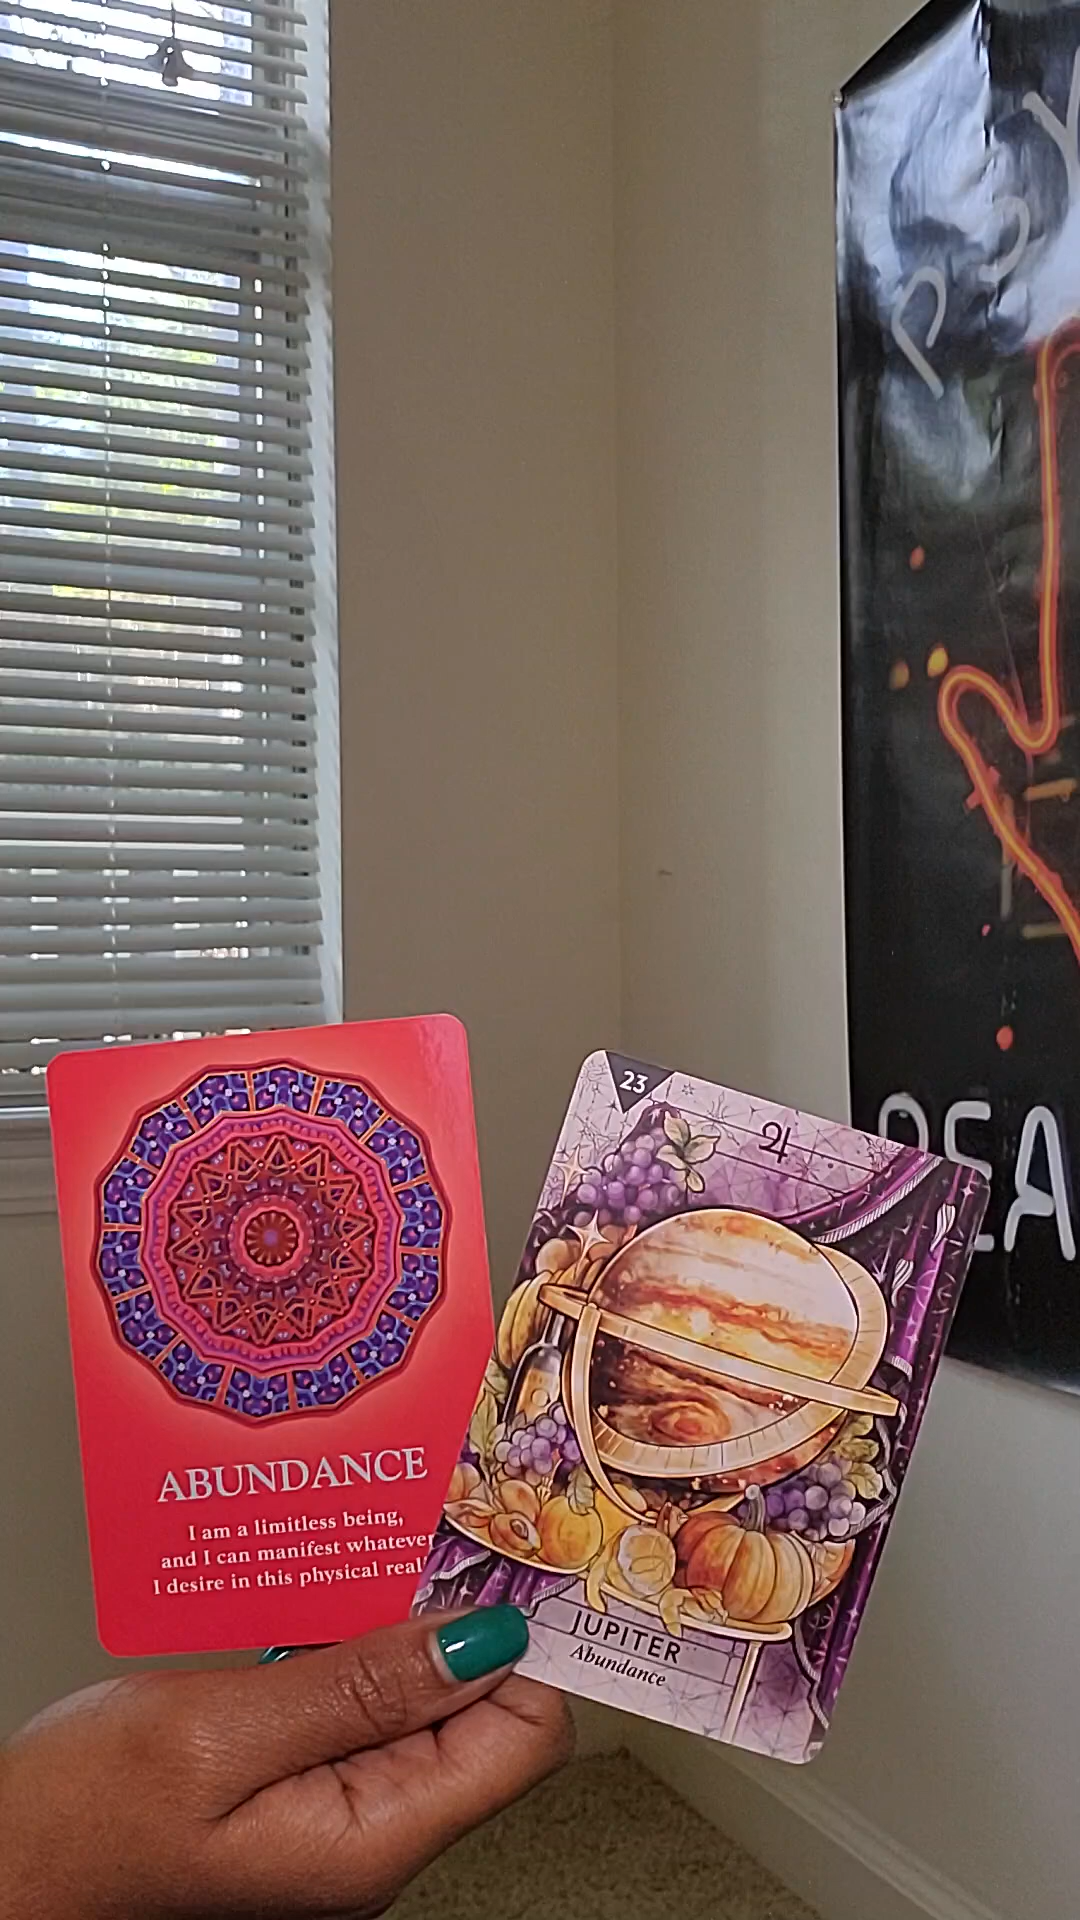 ABUNDANCE
I am a limitless being,
and I can manifest whatever
I desire in this physical
23
JUPITER
Abundance